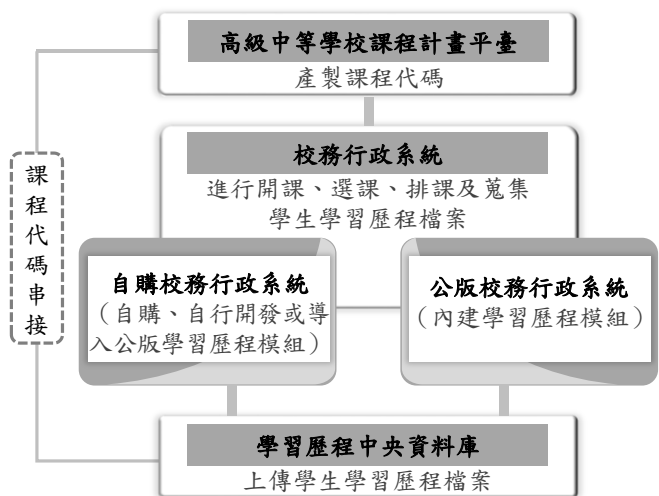 高級中等學校課程計畫平臺
產製課程代碼
校務行政系統
進行開課、選課、排課及蒐集
學生學習歷程檔案
課程代碼串接
自購校務行政系統
（自購、自行開發或導
入公版學習歷程模組）
公版校務行政系統
（內建學習歷程模組）
學習歷程中央資料庫
上傳學生學習歷程檔案